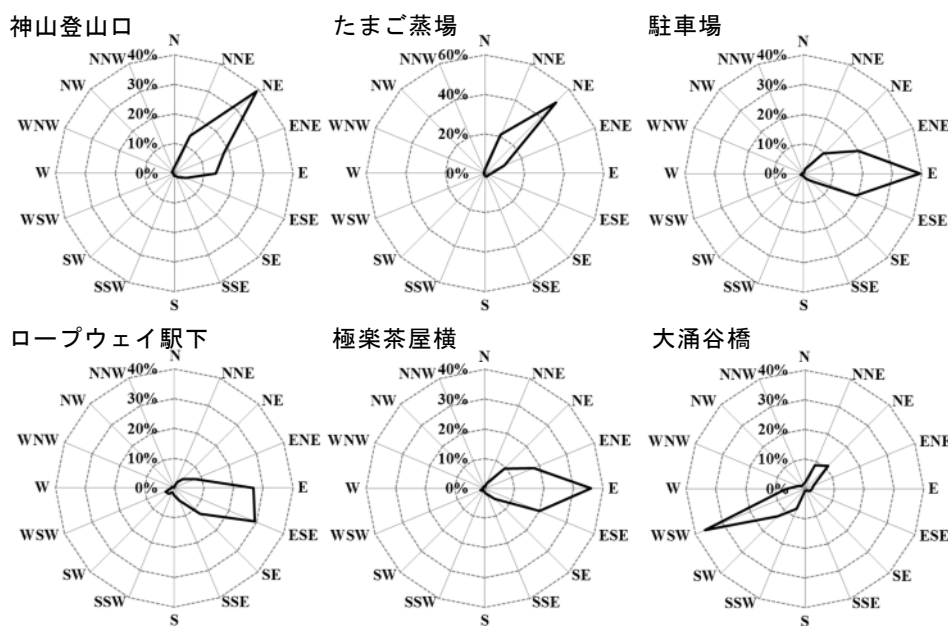 神山登山口
N
NNE
NE
ENE
E
ESE
SE
SSE
S
SSW
SW
WSW
W
WNW
NW
NNW
40%
30%
20%
10%
0%
たまご蒸場
N
NNE
NE
ENE
E
ESE
SE
SSE
S
SSW
SW
WSW
W
WNW
NW
NNW
60%
40%
20%
0%
駐車場
N
NNE
NE
ENE
E
ESE
SE
SSE
S
SSW
SW
WSW
W
WNW
NW
NNW
40%
30%
20%
10%
0%
ロープウェイ駅下
N
NNE
NE
ENE
E
ESE
SE
SSE
S
SSW
SW
WSW
W
WNW
NW
NNW
40%
30%
20%
10%
0%
極楽茶屋横
N
NNE
NE
ENE
E
ESE
SE
SSE
S
SSW
SW
WSW
W
WNW
NW
NNW
40%
30%
20%
10%
0%
大涌谷橋
N
NNE
NE
ENE
E
ESE
SE
SSE
S
SSW
SW
WSW
W
WNW
NW
NNW
40%
30%
20%
10%
0%